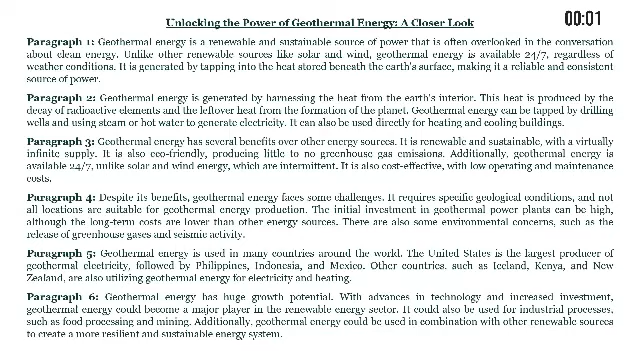 Unlocking the Power of Geothermal Energy: A Closer Look
00:01
Paragraph 1: Geothermal energy is a renewable and sustainable source of power that is often overlooked in the conversation
about clean energy. Unlike other renewable sources like solar and wind, geothermal energy is available 24/7, regardless of
weather conditions. It is generated by tapping into the heat stored beneath the earth's surface, making it a reliable and consistent
source of power.
Paragraph 2: Geothermal energy is generated by harnessing the heat from the earth's interior. This heat is produced by the
decay of radioactive elements and the leftover heat from the formation of the planet. Geothermal energy can be tapped by drilling
wells and using steam or hot water to generate electricity. It can also be used directly for heating and cooling buildings.
Paragraph 3: Geothermal energy has several benefits over other energy sources. It is renewable and sustainable, with a virtually
infinite supply. It is also eco-friendly, producing little to no greenhouse gas emissions. Additionally, geothermal energy is
available 24/7, unlike solar and wind energy, which are intermittent. It is also cost-effective, with low operating and maintenance
costs.
Paragraph 4: Despite its benefits, geothermal energy faces some challenges. It requires specific geological conditions, and not
all locations are suitable for geothermal energy production. The initial investment in geothermal power plants can be high,
although the long-term costs are lower than other energy sources. There are also some environmental concerns, such as the
release of greenhouse gases and seismic activity.
Paragraph 5: Geothermal energy is used in many countries around the world. The United States is the largest producer of
geothermal electricity, followed by Philippines, Indonesia, and Mexico. Other countries, such as Iceland, Kenya, and New
Zealand, are also utilizing geothermal energy for electricity and heating.
Paragraph 6: Geothermal energy has huge growth potential. With advances in technology and increased investment,
geothermal energy could become a major player in the renewable energy sector. It could also be used for industrial processes,
such as food processing and mining. Additionally, geothermal energy could be used in combination with other renewable sources
to create a more resilient and sustainable energy system.